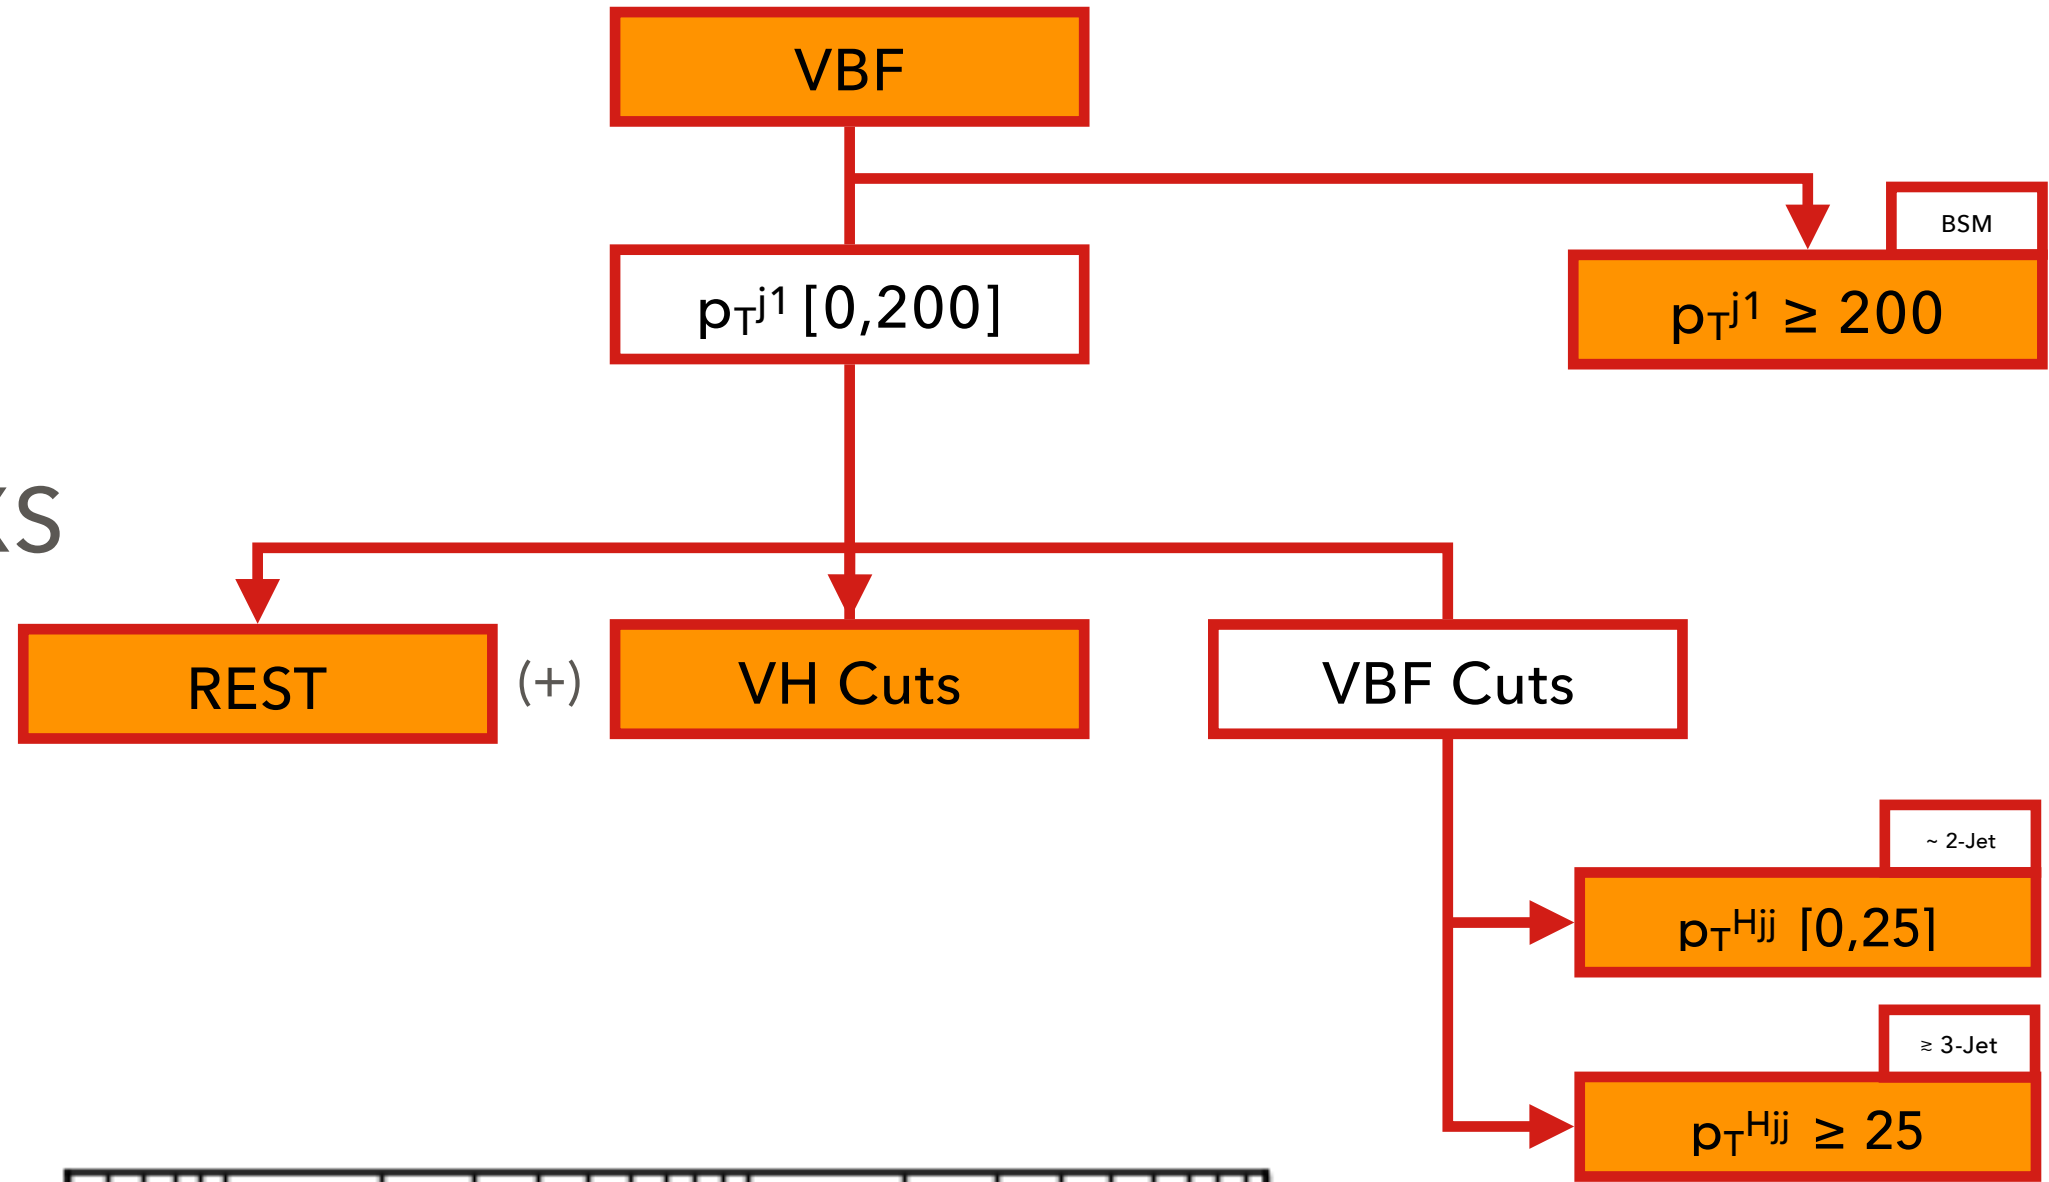 VBF
BSM
pTj1 [0,200]
pTj1 ≥ 200
REST
(+)
VH Cuts
VBF Cuts
~ 2-Jet
pTHjj [0,25]
≳ 3-Jet
pTHjj ≥ 25